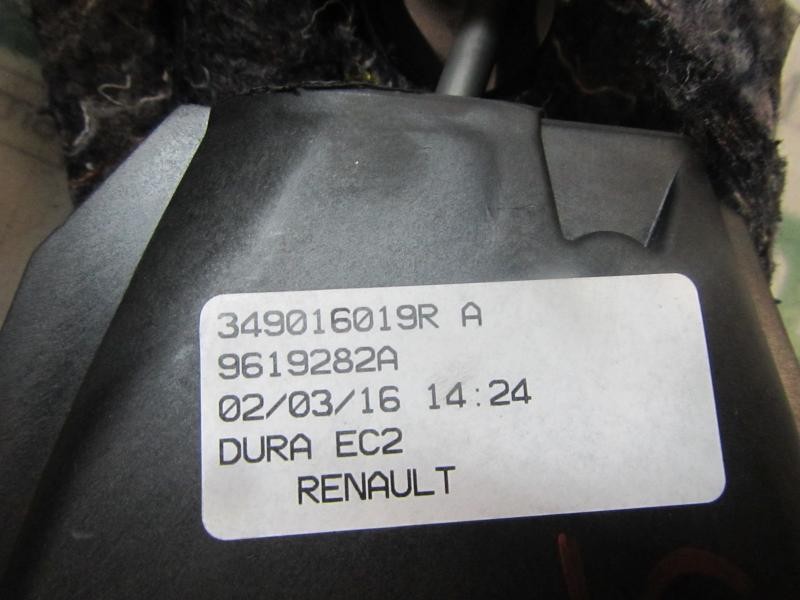 349016019R A
9619282A
02/03/16 14:24
DURA EC2
RENAULT